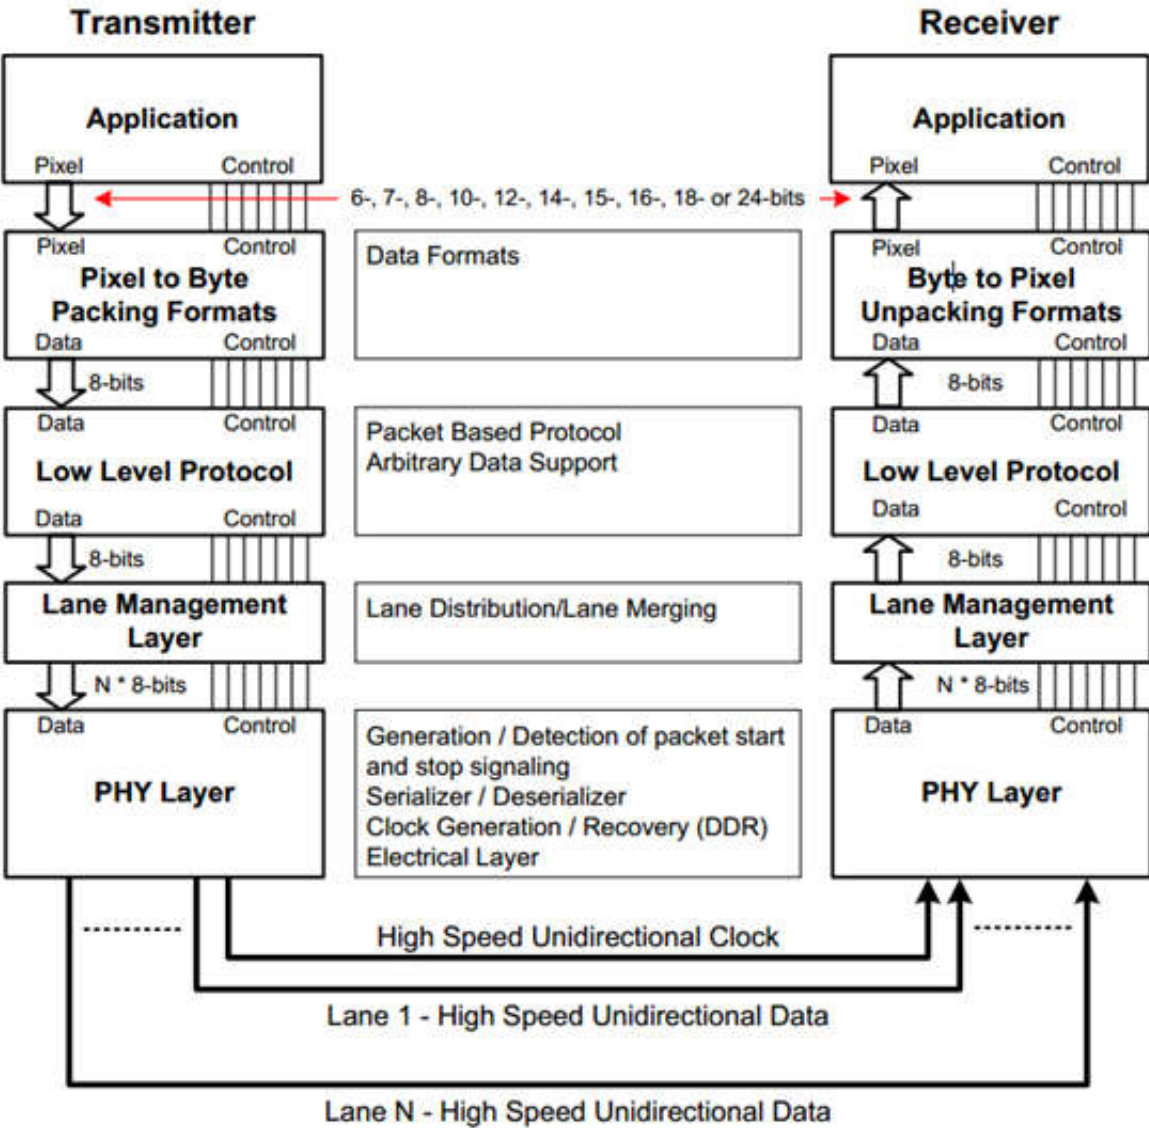 Transmitter
Receiver
Application
Pixel
Control
Application
Pixel
Control
6-, 7-, 8-, 10-, 12-, 14-, 15-, 16-, 18- or 24-bits
Pixel
Control
Pixel to Byte
Packing Formats
Data
Control
Data Formats
Pixel
Control
Byte to Pixel
Unpacking Formats
Data
Control
8-bits
8-bits
Data
Control
Low Level Protocol
Data
Control
Packet Based Protocol
Arbitrary Data Support
Data
Control
Low Level Protocol
Data
Control
8-bits
8-bits
Lane Management
Layer
Lane Distribution/Lane Merging
Lane Management
Layer
N * 8-bits
N * 8-bits
Data
Control
PHY Layer
Generation / Detection of packet start
and stop signaling
Serializer / Deserializer
Clock Generation / Recovery (DDR)
Electrical Layer
Data
Control
PHY Layer
High Speed Unidirectional Clock
Lane 1 - High Speed Unidirectional Data
Lane N - High Speed Unidirectional Data